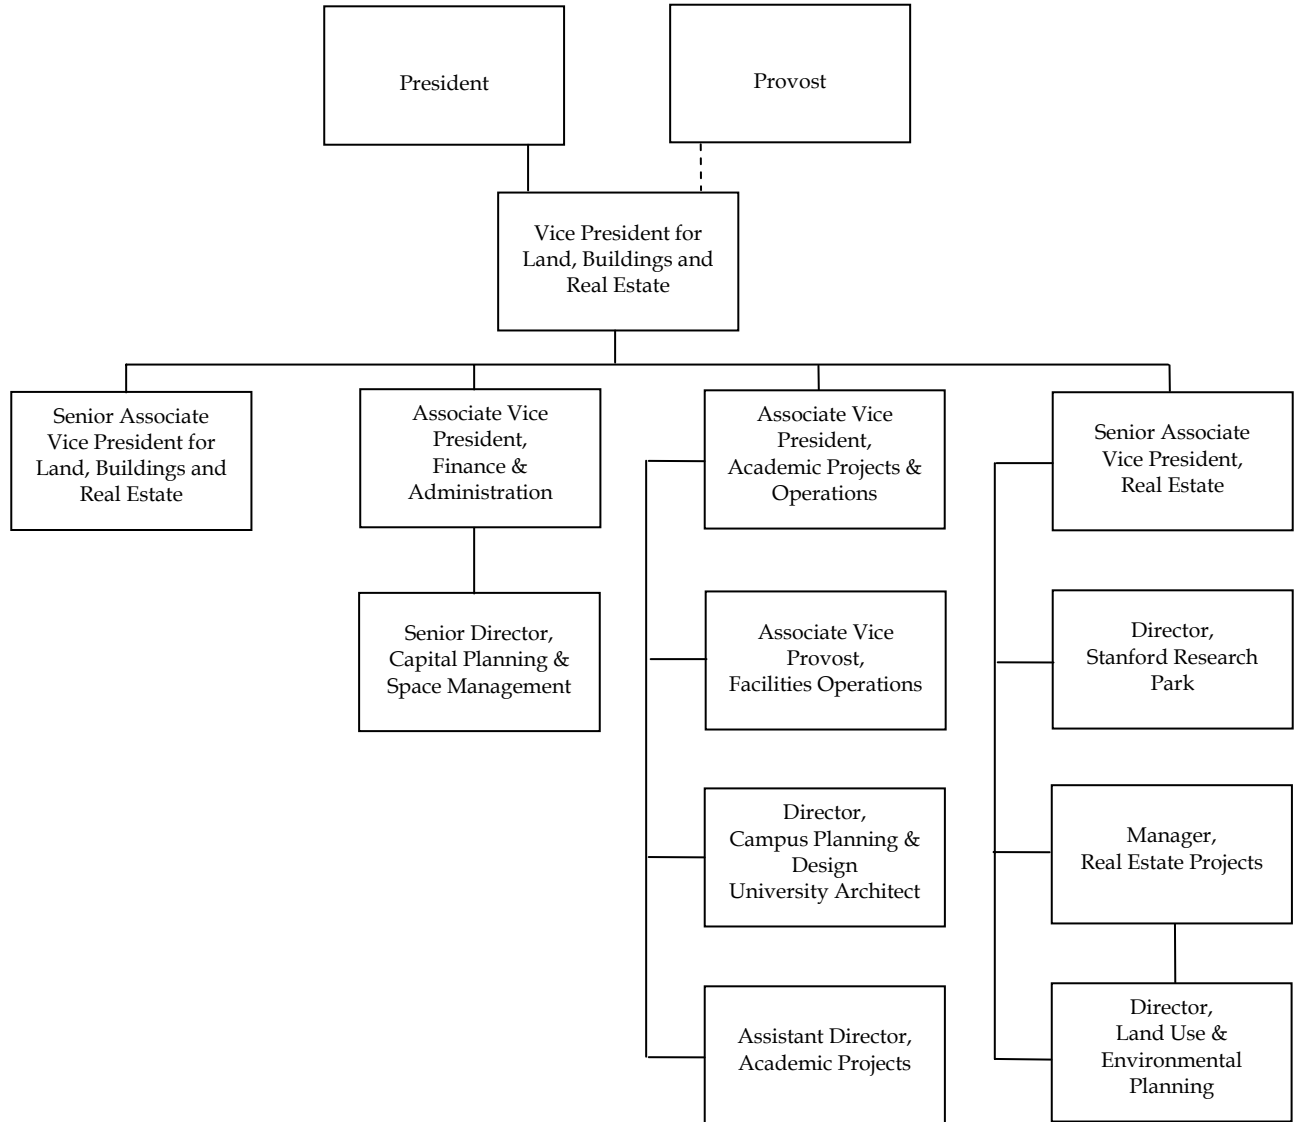 President
Provost
Vice President for
Land, Buildings and
Real Estate
Senior Associate
Vice President for
Land, Buildings and
Real Estate
Associate Vice
President,
Finance &
Administration
Associate Vice
President,
Academic Projects &
Operations
Senior Associate
Vice President,
Real Estate
Senior Director,
Capital Planning &
Space Management
Associate Vice
Provost,
Facilities Operations
Director,
Stanford Research
Park
Director,
Campus Planning &
Design
University Architect
Manager,
Real Estate Projects
Assistant Director,
Academic Projects
Director,
Land Use &
Environmental
Planning